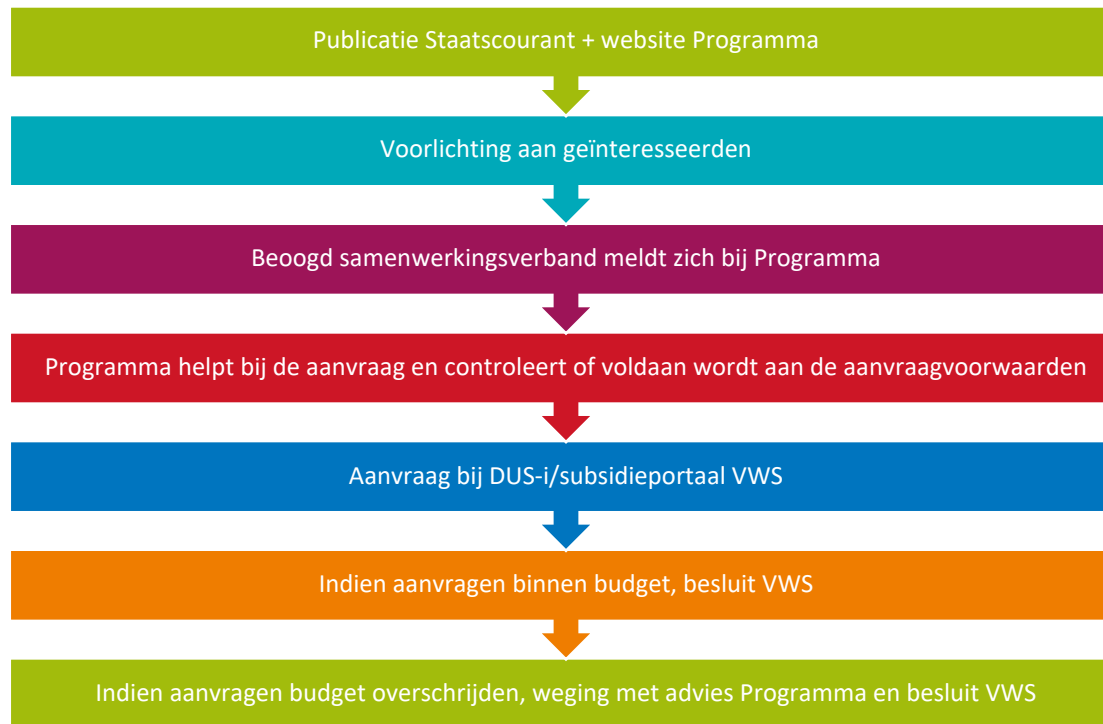 Publicatie Staatscourant + website Programma
Voorlichting aan geïnteresseerden
Beoogd samenwerkingsverband meldt zich bij Programma
Programma helpt bij de aanvraag en controleert of voldaan wordt aan de aanvraagvoorwaarden
Aanvraag bij DUS-i/subsidieportaal VWS
Indien aanvragen binnen budget, besluit VWS
Indien aanvragen budget overschrijden, weging met advies Programma en besluit VWS